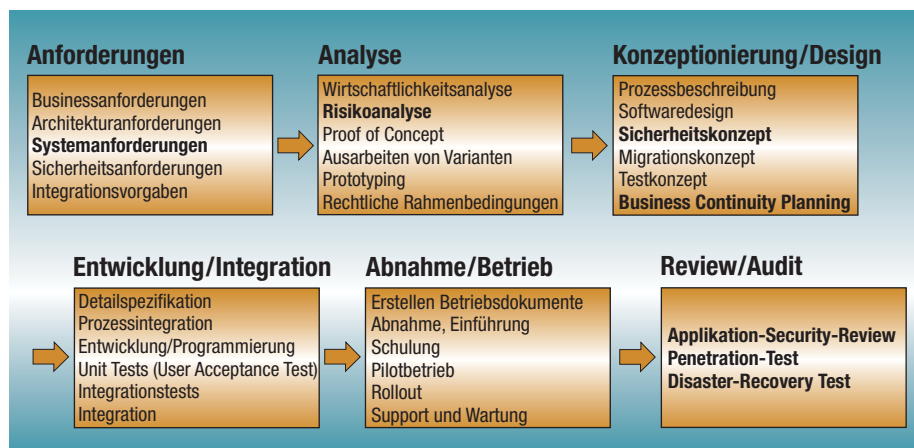 Anforderungen
Businessanforderungen
Architekturanforderungen
Systemanforderungen
Sicherheitsanforderungen
Integrationsvorgaben
Analyse
Wirtschaftlichkeitsanalyse
Risikoanalyse
Proof of Concept
Ausarbeiten von Varianten
Prototyping
Rechtliche Rahmenbedingungen
Konzeptionierung/Design
Prozessbeschreibung
Softwaredesign
Sicherheitskonzept
Migrationskonzept
Testkonzept
Business Continuity Planning
Entwicklung/Integration
Detailspezifikation
Prozessintegration
Entwicklung/Programmierung
Unit Tests (User Acceptance Test)
Integrationstests
Integration
Abnahme/Betrieb
Erstellen Betriebsdokumente
Abnahme, Einführung
Schulung
Pilotbetrieb
Rollout
Support und Wartung
Review/Audit
Applikation-Security-Review
Penetration-Test
Disaster-Recovery Test